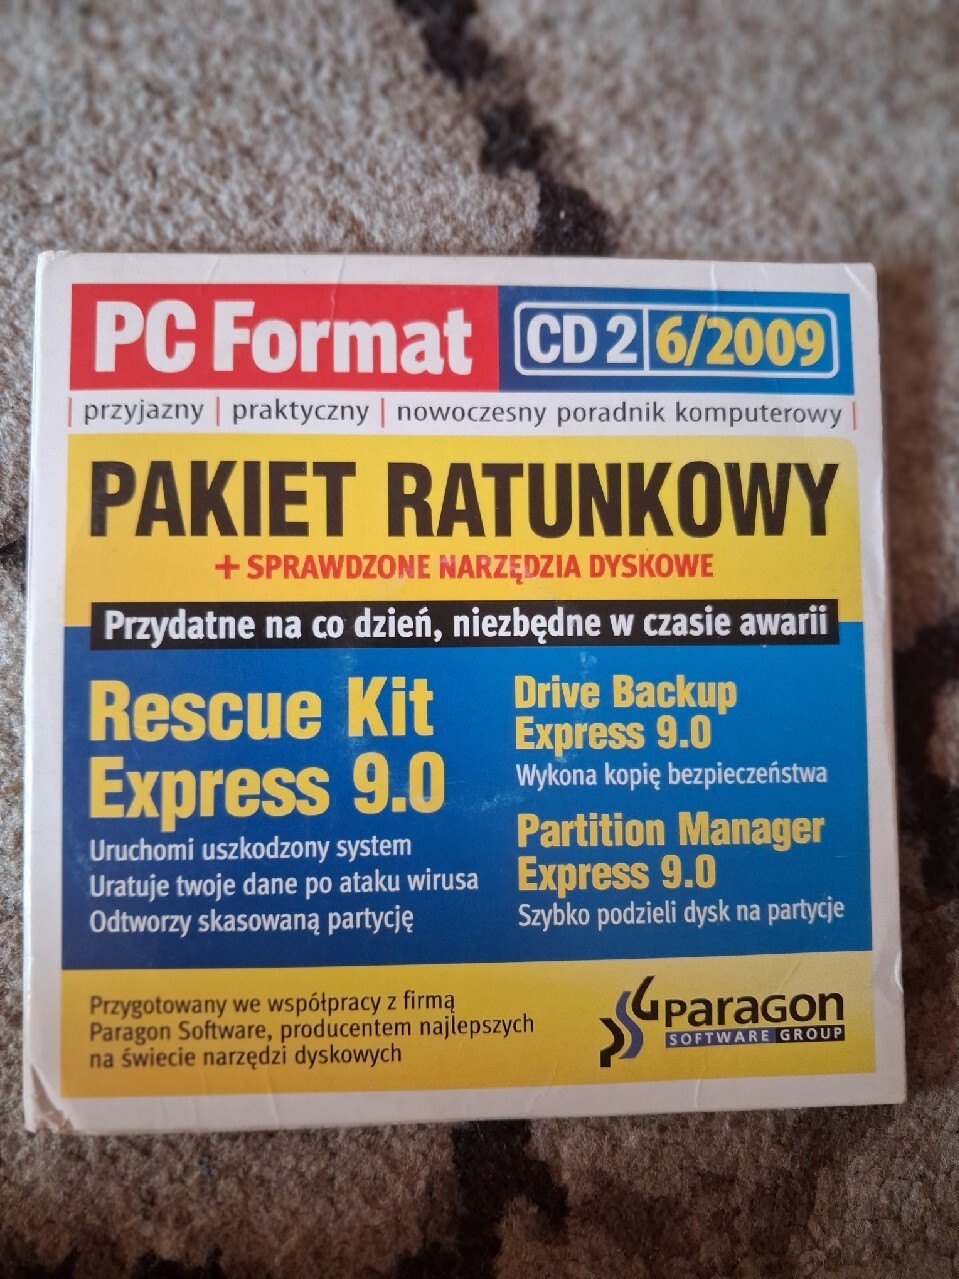 PC Format
CD 2 6/2009
przyjazny | praktyczny | nowoczesny poradnik komputerowy
PAKIET RATUNKOWY
+ SPRAWDZONE NARZĘDZIA DYSKOWE
Przydatne na co dzień, niezbędne w czasie awarii
Rescue Kit
Express 9.0
Uruchomi uszkodzony system
Uratuje twoje dane po ataku wirusa
Odtworzy skasowaną partycję
Drive Backup
Express 9.0
Wykona kopię bezpieczeństwa
Partition Manager
Express 9.0
Szybko podzieli dysk na partycje
Przygotowany we współpracy z firmą
Paragon Software, producentem najlepszych
na świecie narzędzi dyskowych
paragon
SOFTWARE GROUP